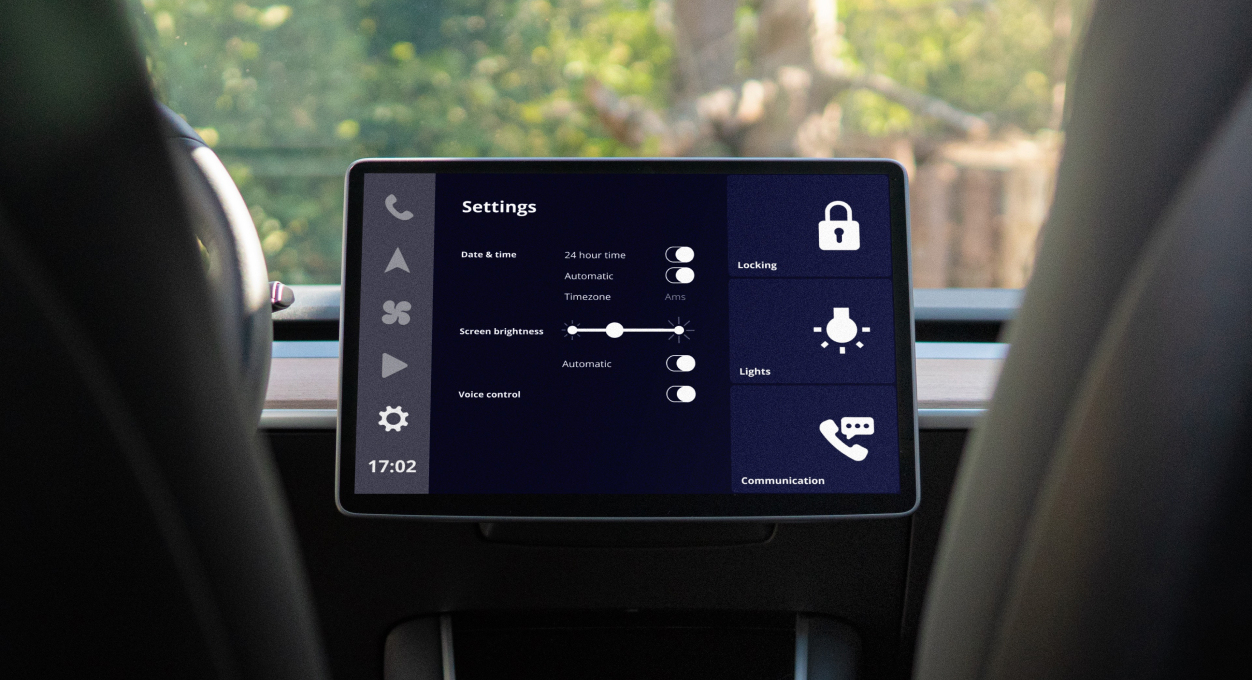 Settings
Date & time
24 hour time
Automatic
Timezone
Ams
Screen brightness
Automatic
Voice control
17:02
Locking
Lights
Communication